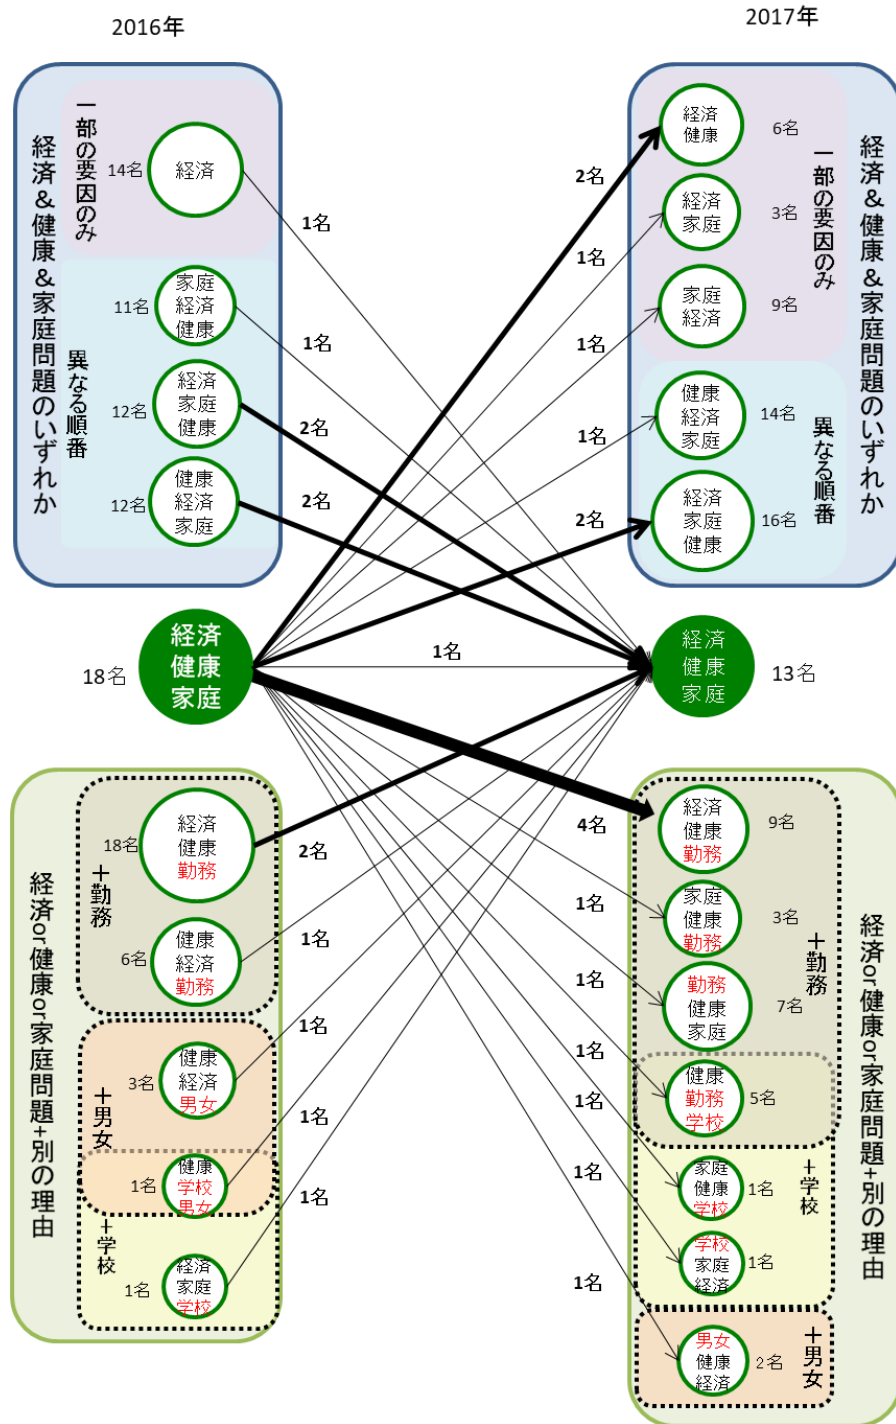 2016年
2017年
経済&健康&家庭問題のいずれか
一部の要因のみ
14名
経済
異なる順番
11名
家庭
経済
健康
12名
経済
家庭
健康
12名
健康
経済
家庭
18名
経済
健康
家庭
経済or健康or家庭問題+別の理由
+勤務
18名
経済
健康
勤務
6名
健康
経済
勤務
+男女
3名
健康
経済
男女
1名
健康
学校
男女
+学校
1名
経済
家庭
学校
1名
1名
2名
2名
1名
2名
1名
1名
1名
1名
2名
1名
1名
1名
2名
4名
1名
1名
1名
1名
1名
1名
経済
健康
6名
経済
家庭
3名
家庭
経済
9名
一部の要因のみ
健康
経済
家庭
14名
経済
家庭
健康
16名
異なる順番
経済&健康&家庭問題のいずれか
経済
健康
家庭
13名
経済
健康
勤務
9名
家庭
健康
勤務
3名
勤務
健康
家庭
7名
+勤務
健康
勤務
学校
5名
家庭
健康
学校
1名
学校
家庭
経済
1名
+学校
男女
健康
経済
2名
+男女
経済or健康or家庭問題+別の理由